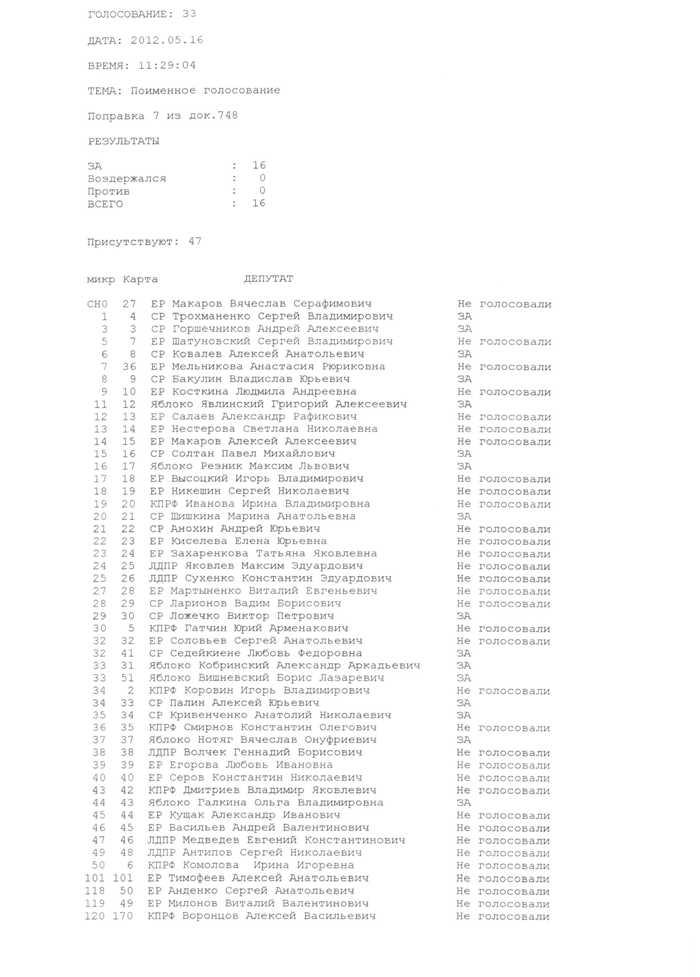 ГОЛОСОВАНИЕ: 33
ДАТА: 2012.05.16
ВРЕМЯ: 11:29:04
ТЕМА: Поименное голосование
Поправка 7 из док.748
РЕЗУЛЬТАТЫ
ЗА : 16
Воздержался : 0
Против : 0
ВСЕГО : 16
Присутствуют: 47
микр Карта ДЕПУТАТ
СН0 27 ЕР Макаров Вячеслав Серафимович Не голосовали
1 4 СР Трохманенко Сергей Владимирович ЗА
3 3 СР Горшечников Андрей Алексеевич ЗА
5 7 ЕР Шатуновский Сергей Владимирович Не голосовали
6 8 СР Ковалев Алексей Анатольевич ЗА
7 36 ЕР Мельникова Анастасия Рюриковна Не голосовали
8 9 СР Бакулин Владислав Юрьевич ЗА
9 10 ЕР Косткина Людмила Андреевна Не голосовали
11 12 Яблоко Явлинский Григорий Алексеевич ЗА
12 13 ЕР Салаев Александр Рафикович Не голосовали
13 14 ЕР Нестерова Светлана Николаевна Не голосовали
14 15 ЕР Макаров Алексей Алексеевич Не голосовали
15 16 СР Солтан Павел Михайлович ЗА
16 17 Яблоко Резник Максим Львович ЗА
17 18 ЕР Высоцкий Игорь Владимирович Не голосовали
18 19 ЕР Никешин Сергей Николаевич Не голосовали
19 20 КПРФ Иванова Ирина Владимировна Не голосовали
20 21 СР Шишкина Марина Анатольевна ЗА
21 22 СР Анохин Андрей Юрьевич Не голосовали
22 23 ЕР Киселева Елена Юрьевна Не голосовали
23 24 ЕР Захаренкова Татьяна Яковлевна Не голосовали
24 25 ЛДПР Яковлев Максим Эдуардович Не голосовали
25 26 ЛДПР Сухенко Константин Эдуардович Не голосовали
27 28 ЕР Мартыненко Виталий Евгеньевич Не голосовали
28 29 СР Ларионов Вадим Борисович Не голосовали
29 30 СР Ложечко Виктор Петрович ЗА
30 5 КПРФ Гатчин Юрий Арменакович Не голосовали
32 32 ЕР Соловьев Сергей Анатольевич Не голосовали
32 41 СР Седейкиене Любовь Федоровна ЗА
33 31 Яблоко Кобринский Александр Аркадьевич ЗА
33 51 Яблоко Вишневский Борис Лазаревич ЗА
34 2 КПРФ Коровин Игорь Владимирович Не голосовали
34 33 СР Палин Алексей Юрьевич ЗА
35 34 СР Кривенченко Анатолий Николаевич ЗА
36 35 КПРФ Смирнов Константин Олегович Не голосовали
37 37 Яблоко Нотяг Вячеслав Онуфриевич ЗА
38 38 ЛДПР Волчек Геннадий Борисович Не голосовали
39 39 ЕР Егорова Любовь Ивановна Не голосовали
40 40 ЕР Серов Константин Николаевич Не голосовали
43 42 КПРФ Дмитриев Владимир Яковлевич Не голосовали
44 43 Яблоко Галкина Ольга Владимировна ЗА
45 44 ЕР Кущак Александр Иванович Не голосовали
46 45 ЕР Васильев Андрей Валентинович Не голосовали
47 46 ЛДПР Медведев Евгений Константинович Не голосовали
49 48 ЛДПР Антипов Сергей Николаевич Не голосовали
50 6 КПРФ Комолова Ирина Игоревна Не голосовали
101 101 ЕР Тимофеев Алексей Анатольевич Не голосовали
118 50 ЕР Анденко Сергей Анатольевич Не голосовали
119 49 ЕР Милонов Виталий Валентинович Не голосовали
120 170 КПРФ Воронцов Алексей Васильевич Не голосовали